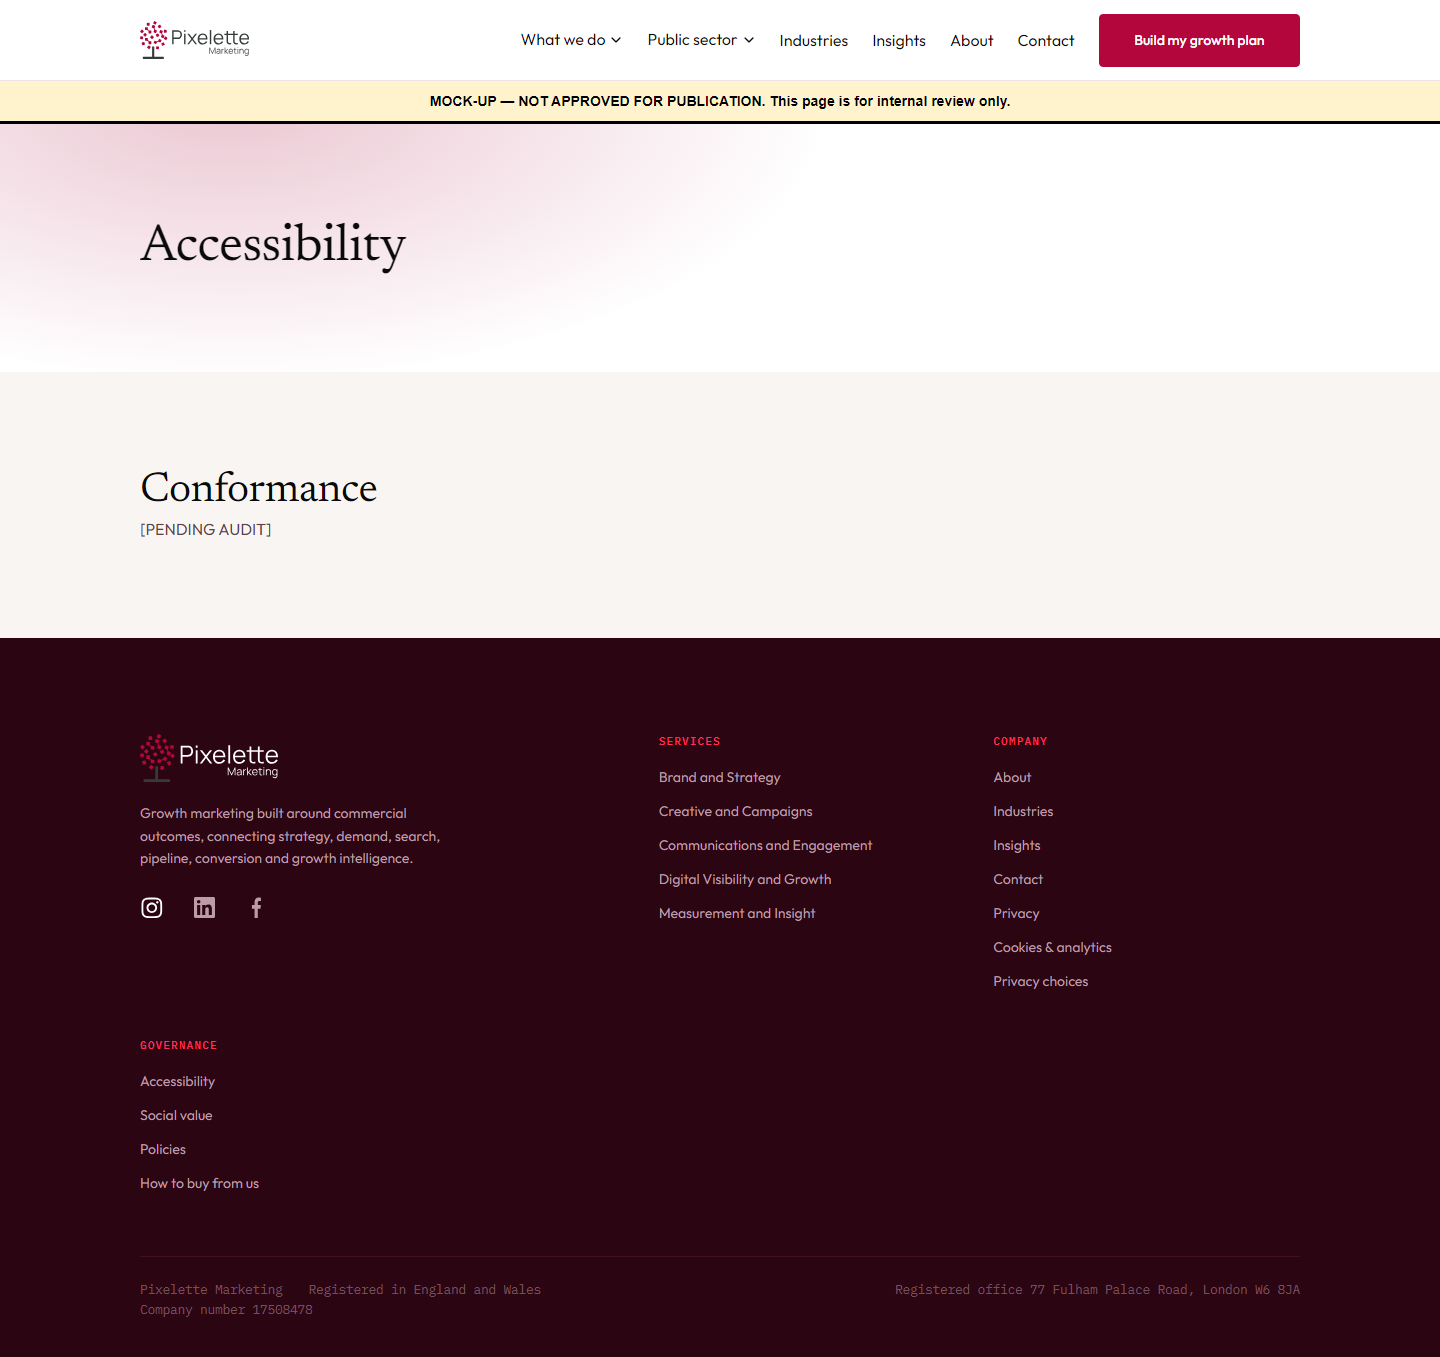 Pixelette
Marketing
What we do
Public sector
Industries
Insights
About
Contact
Build my growth plan
MOCK-UP — NOT APPROVED FOR PUBLICATION. This page is for internal review only.
Accessibility
Conformance
[PENDING AUDIT]
Pixelette
Marketing
Growth marketing built around commercial
outcomes, connecting strategy, demand, search,
pipeline, conversion and growth intelligence.
SERVICES
Brand and Strategy
Creative and Campaigns
Communications and Engagement
Digital Visibility and Growth
Measurement and Insight
COMPANY
About
Industries
Insights
Contact
Privacy
Cookies & analytics
Privacy choices
GOVERNANCE
Accessibility
Social value
Policies
How to buy from us
Pixelette Marketing Registered in England and Wales
Company number 17508478
Registered office 77 Fulham Palace Road, London W6 8JA